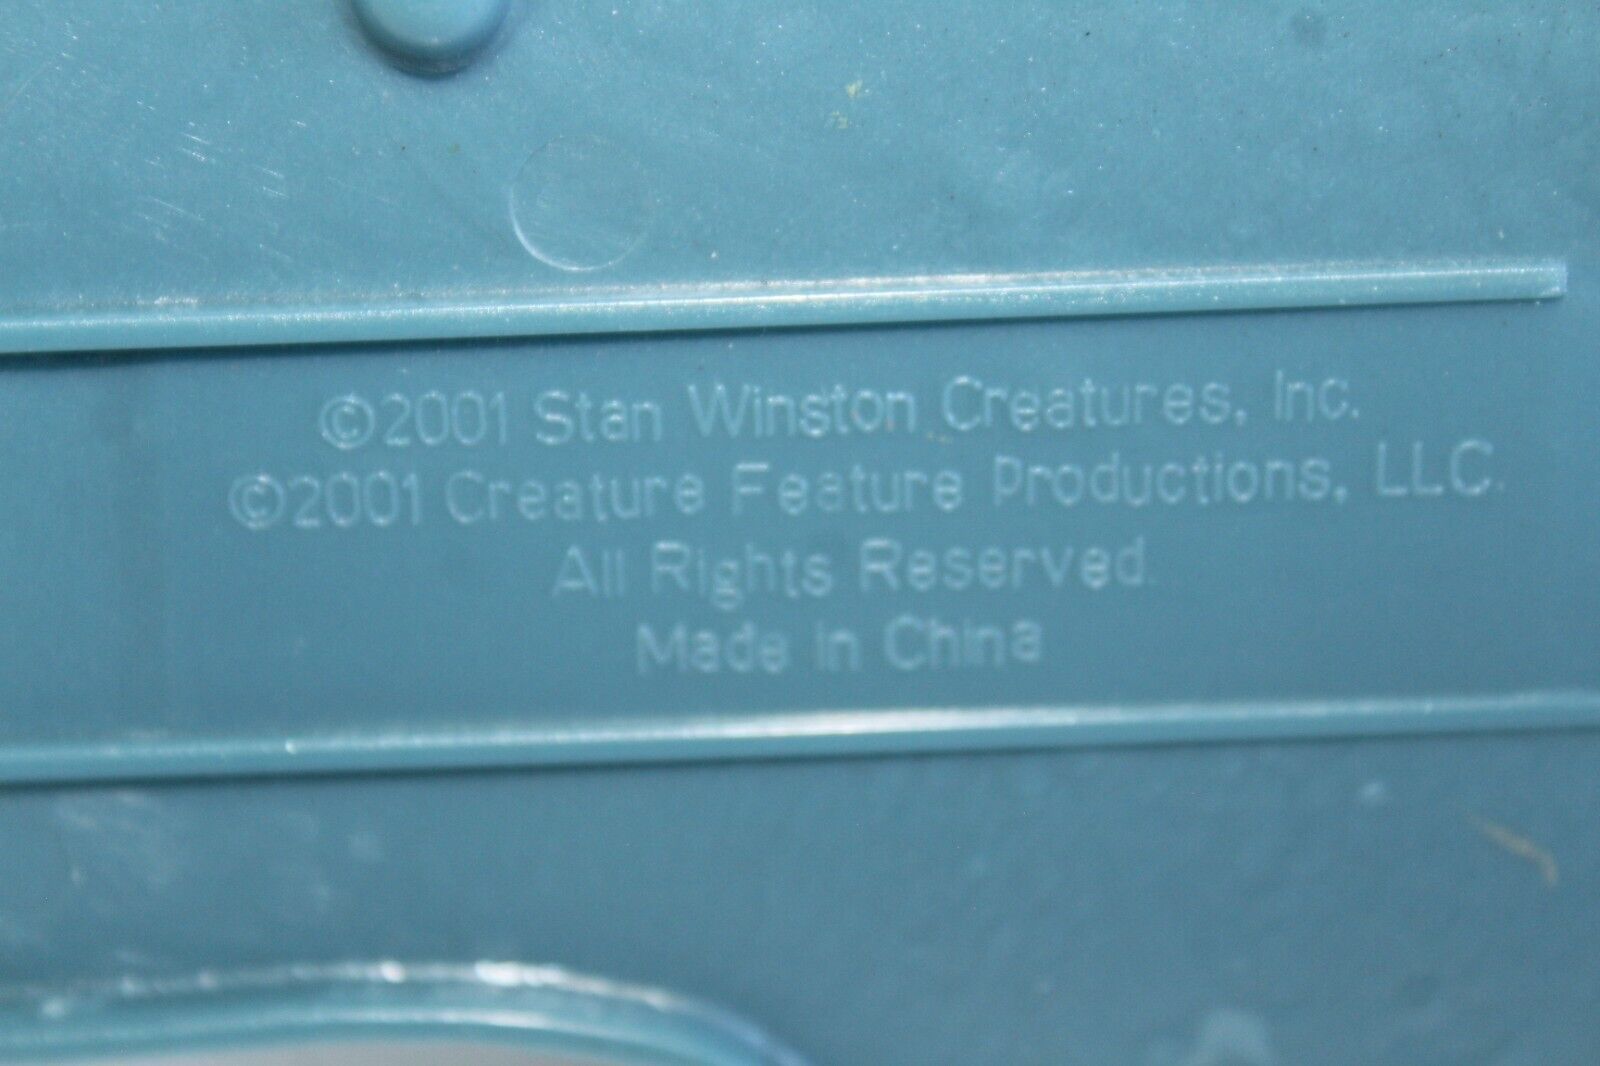 ©2001 Stan Winston Creatures, Inc.
©2001 Creature Feature Productions, LLC.
All Rights Reserved.
Made in China